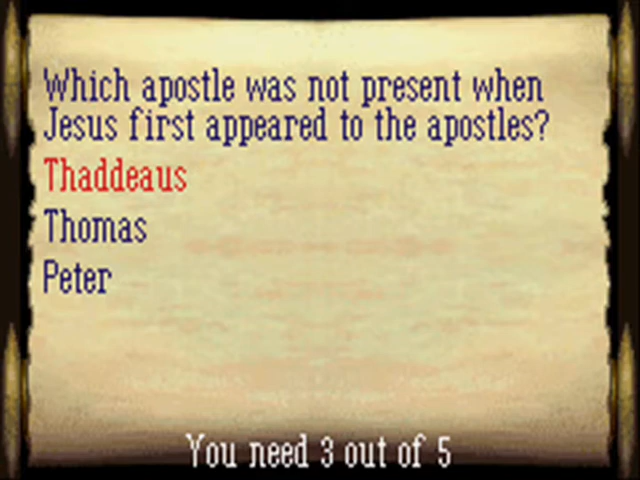 Which apostle was not present when
Jesus first appeared to the apostles?
Thaddeaus
Thomas
Peter
You need 3 out of 5